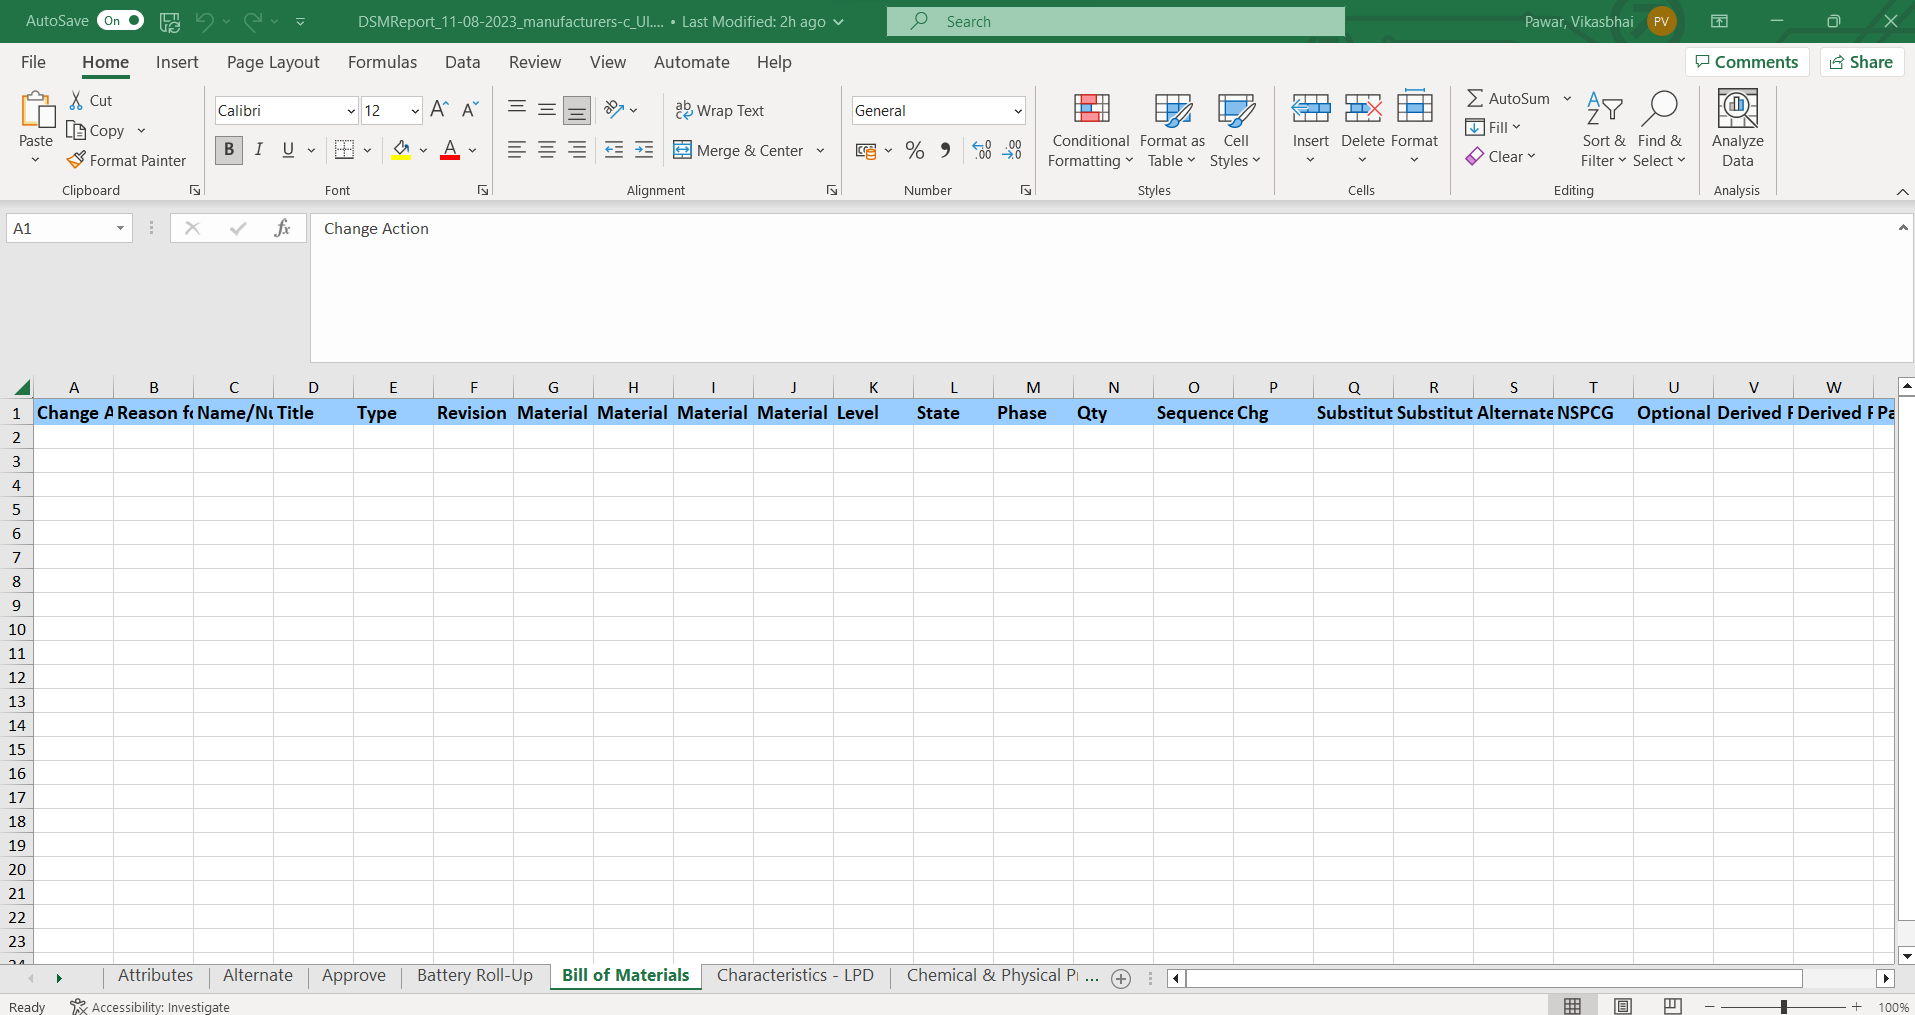 AutoSave On DSMReport_11-08-2023_manufacturers-c_UI.... • Last Modified: 2h ago Search Pawar, Vikasbhai PV
File Home Insert Page Layout Formulas Data Review View Automate Help Comments Share
Paste Cut Copy Format Painter
Clipboard
Calibri 12
B I U A
Font
Wrap Text
Merge & Center
Alignment
General
% , .00 .00
Number
Conditional Formatting Format as Table Cell Styles
Styles
Insert Delete Format
Cells
AutoSum Fill Clear Sort & Filter Find & Select
Editing
Analyze Data
Analysis
A1 fx Change Action
A B C D E F G H I J K L M N O P Q R S T U V W
1 Change A Reason fo Name/Nu Title Type Revision Material Material Material Material Level State Phase Qty Sequence Chg Substitut Substitut Alternate NSPCG Optional Derived P Derived P Pa
2
3
4
5
6
7
8
9
10
11
12
13
14
15
16
17
18
19
20
21
22
23
24
Attributes Alternate Approve Battery Roll-Up Bill of Materials Characteristics - LPD Chemical & Physical P ...
Ready Accessibility: Investigate 100%